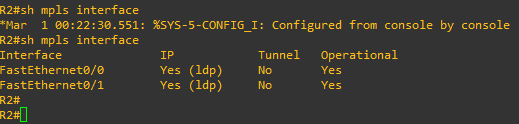 R2#sh mpls interface
*Mar  1 00:22:30.551: %SYS-5-CONFIG_I: Configured from console by console
R2#sh mpls interface
Interface              IP            Tunnel   Operational
FastEthernet0/0        Yes (ldp)     No       Yes
FastEthernet0/1        Yes (ldp)     No       Yes
R2#
R2#